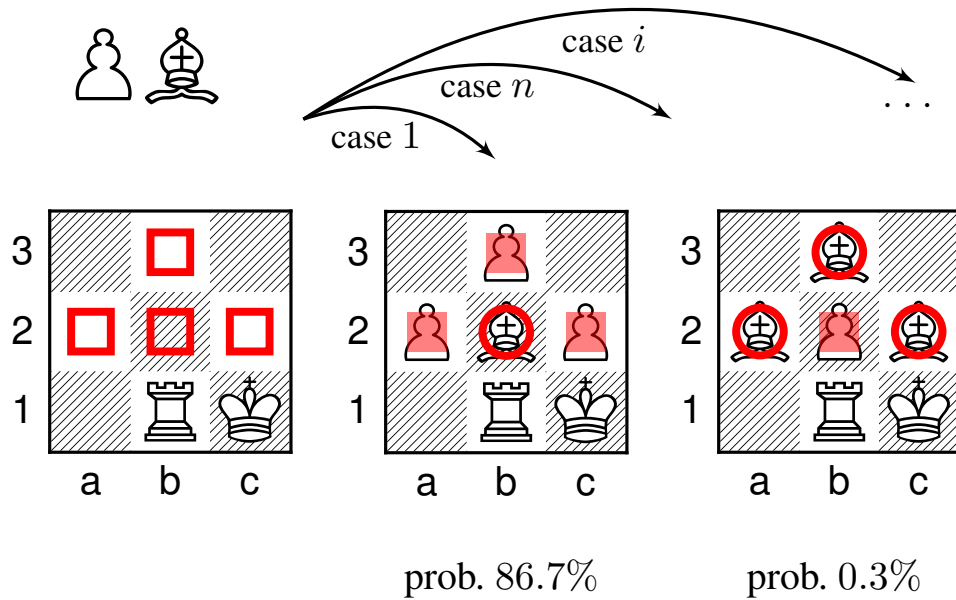 case i
case n
case 1
. . .
3
2
1
a b c
3
2
1
a b c
3
2
1
a b c
prob. 86.7%
prob. 0.3%